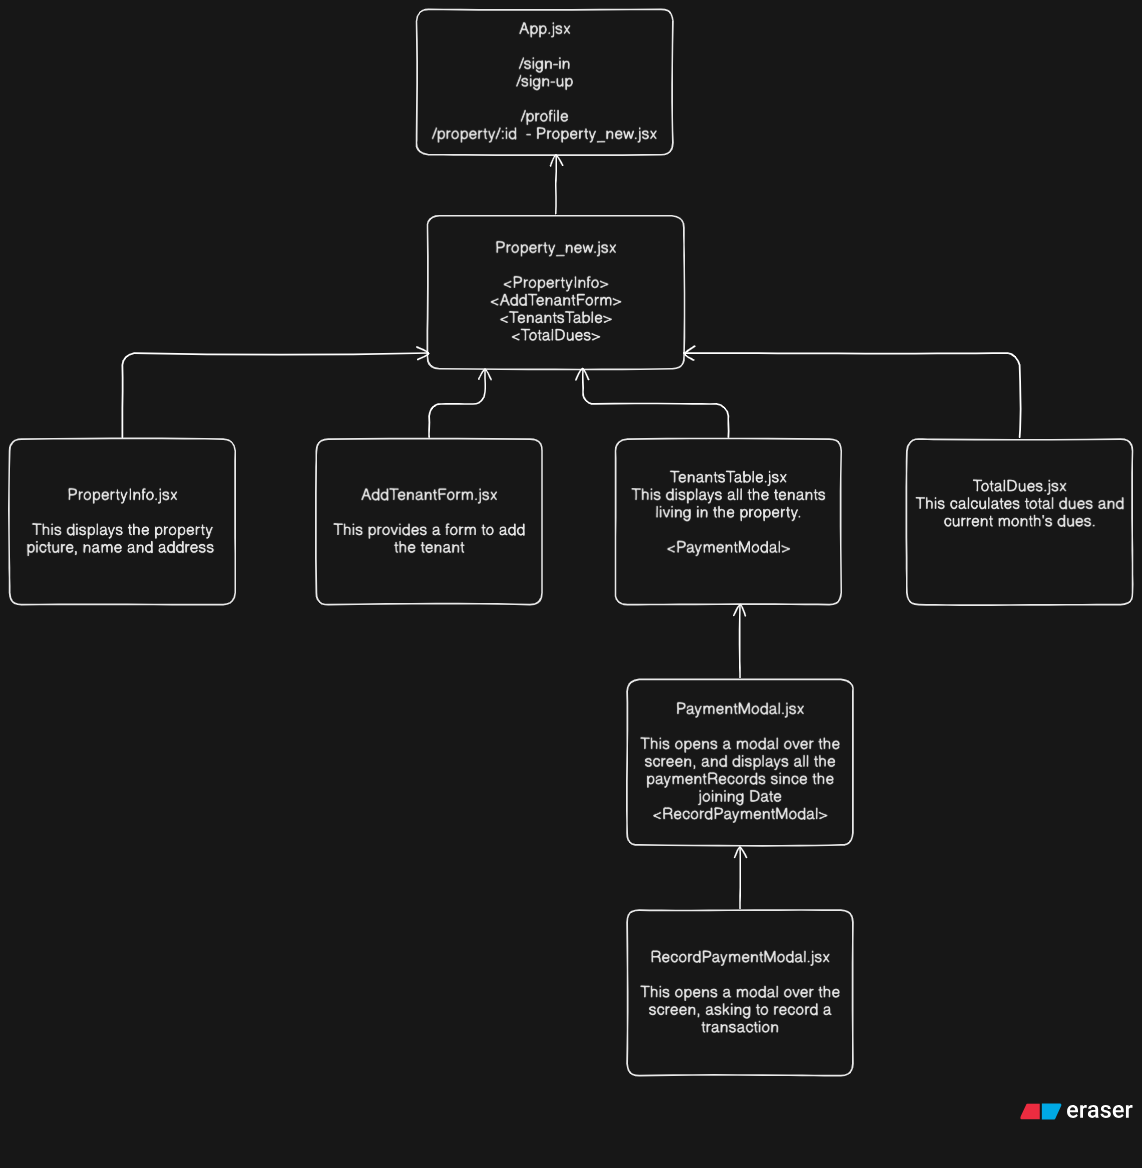 App.jsx
/sign-in
/sign-up
/profile
/property/:id  - Property_new.jsx
Property_new.jsx
<PropertyInfo>
<AddTenantForm>
<TenantsTable>
<TotalDues>
PropertyInfo.jsx
This displays the property
picture, name and address
AddTenantForm.jsx
This provides a form to add
the tenant
TenantsTable.jsx
This displays all the tenants
living in the property.
<PaymentModal>
TotalDues.jsx
This calculates total dues and
current month's dues.
PaymentModal.jsx
This opens a modal over the
screen, and displays all the
paymentRecords since the
joining Date
<RecordPaymentModal>
RecordPaymentModal.jsx
This opens a modal over the
screen, asking to record a
transaction
eraser